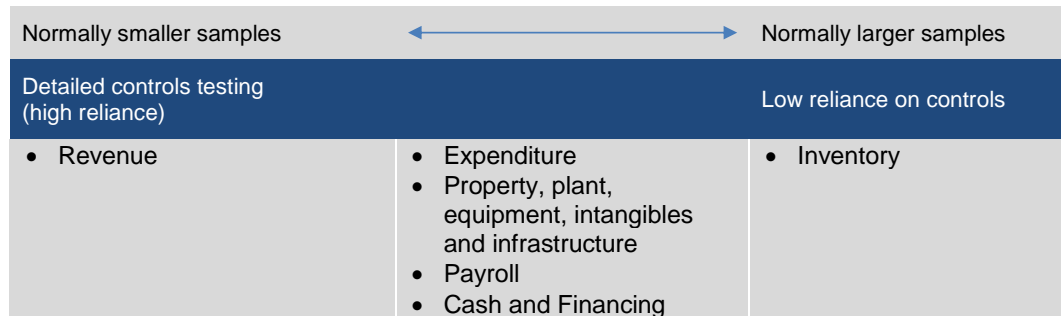 Normally smaller samples
Normally larger samples
Detailed controls testing
(high reliance)
Low reliance on controls
• Revenue
• Expenditure
• Property, plant,
equipment, intangibles
and infrastructure
• Payroll
• Cash and Financing
• Inventory